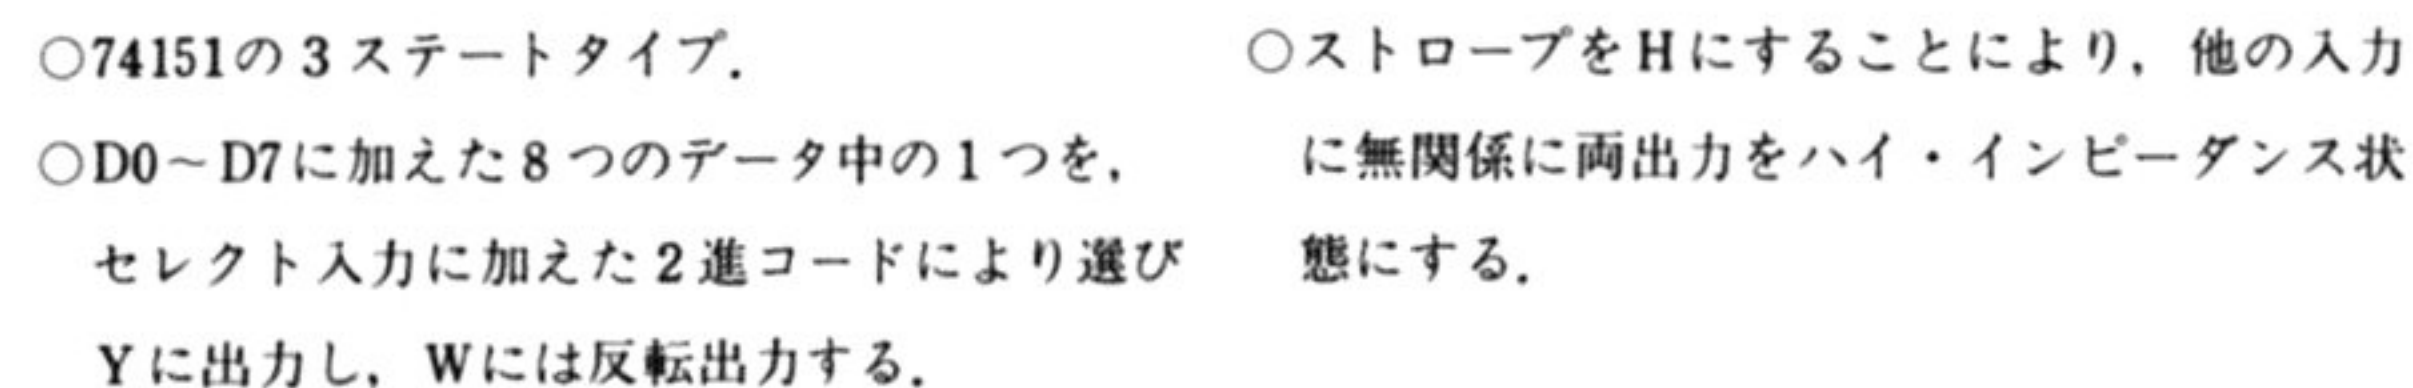 ○74151の3ステートタイプ.
○D0～D7に加えた8つのデータ中の1つを,
セレクト入力に加えた2進コードにより選び
Yに出力し, Wには反転出力する.
○ストローブをHにすることにより, 他の入力
に無関係に両出力をハイ・インピーダンス状
態にする.